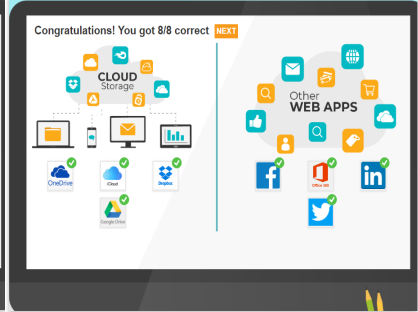 Congratulations! You got 8/8 correct NEXT
CLOUD
Storage
Other
WEB APPS
OneDrive
iCloud
Dropbox
Office 365
in
Google Drive